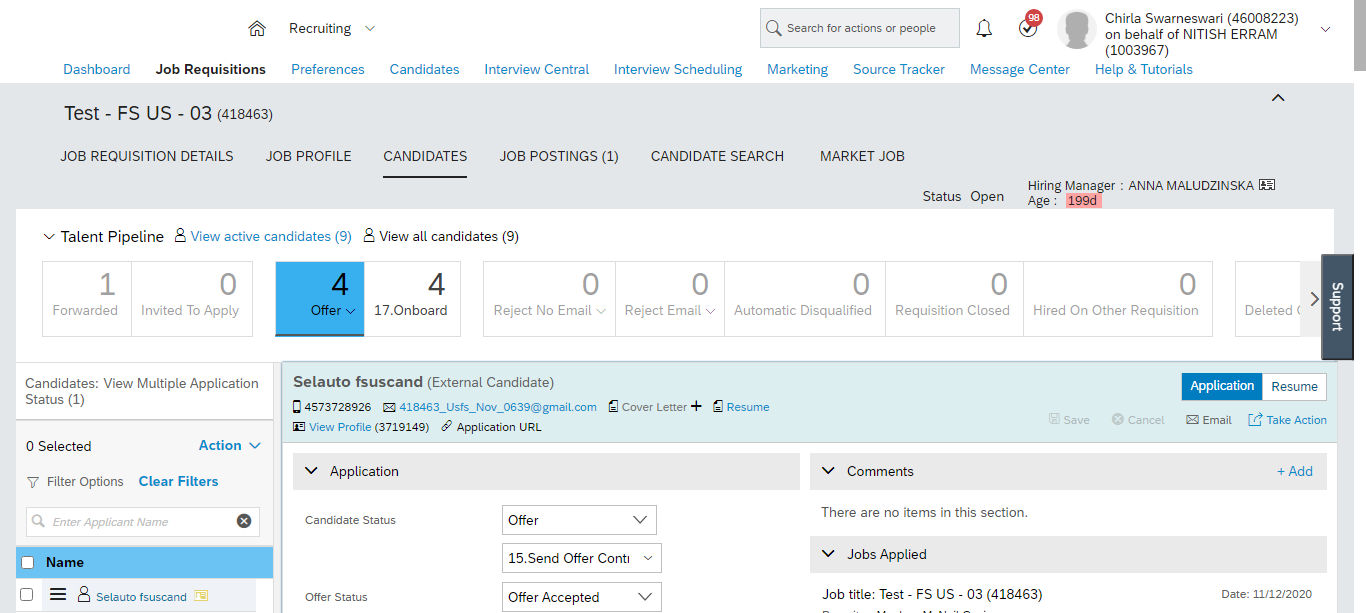 Recruiting
Search for actions or people
98
Chirla Swarneswari (46008223)
on behalf of NITISH ERRAM
(1003967)
Dashboard Job Requisitions Preferences Candidates Interview Central Interview Scheduling Marketing Source Tracker Message Center Help & Tutorials
Test - FS US - 03 (418463)
JOB REQUISITION DETAILS JOB PROFILE CANDIDATES JOB POSTINGS (1) CANDIDATE SEARCH MARKET JOB
Status Open
Hiring Manager : ANNA MALUDZINSKA
Age : 199d
Talent Pipeline View active candidates (9) View all candidates (9)
1 0 4 4 0 0 0 0 0
Forwarded Invited To Apply Offer 17.Onboard Reject No Email Reject Email Automatic Disqualified Requisition Closed Hired On Other Requisition Deleted
Support
Candidates: View Multiple Application
Status (1)
0 Selected Action
Filter Options Clear Filters
Enter Applicant Name
Name
Selauto fsuscand
Selauto fsuscand (External Candidate)
Application Resume
4573728926 418463_Usfs_Nov_0639@gmail.com Cover Letter + Resume
View Profile (3719149) Application URL
Save Cancel Email Take Action
Application
Candidate Status Offer
15.Send Offer Contr
Offer Status Offer Accepted
Comments + Add
There are no items in this section.
Jobs Applied
Job title: Test - FS US - 03 (418463) Date: 11/12/2020